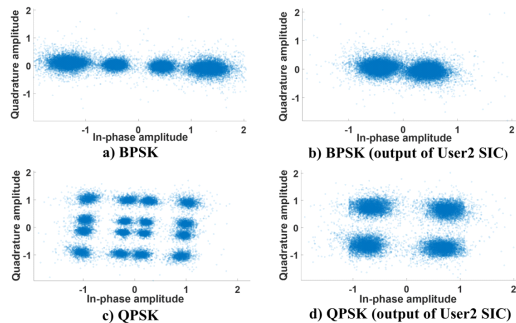 Quadrature amplitude
2
1
0
-1
-1
0
1
2
In-phase amplitude
a) BPSK
Quadrature amplitude
2
1
0
-1
-1
0
1
2
In-phase amplitude
b) BPSK (output of User2 SIC)
Quadrature amplitude
2
1
0
-1
-1
0
1
2
In-phase amplitude
c) QPSK
Quadrature amplitude
2
1
0
-1
-1
0
1
2
In-phase amplitude
d) QPSK (output of User2 SIC)